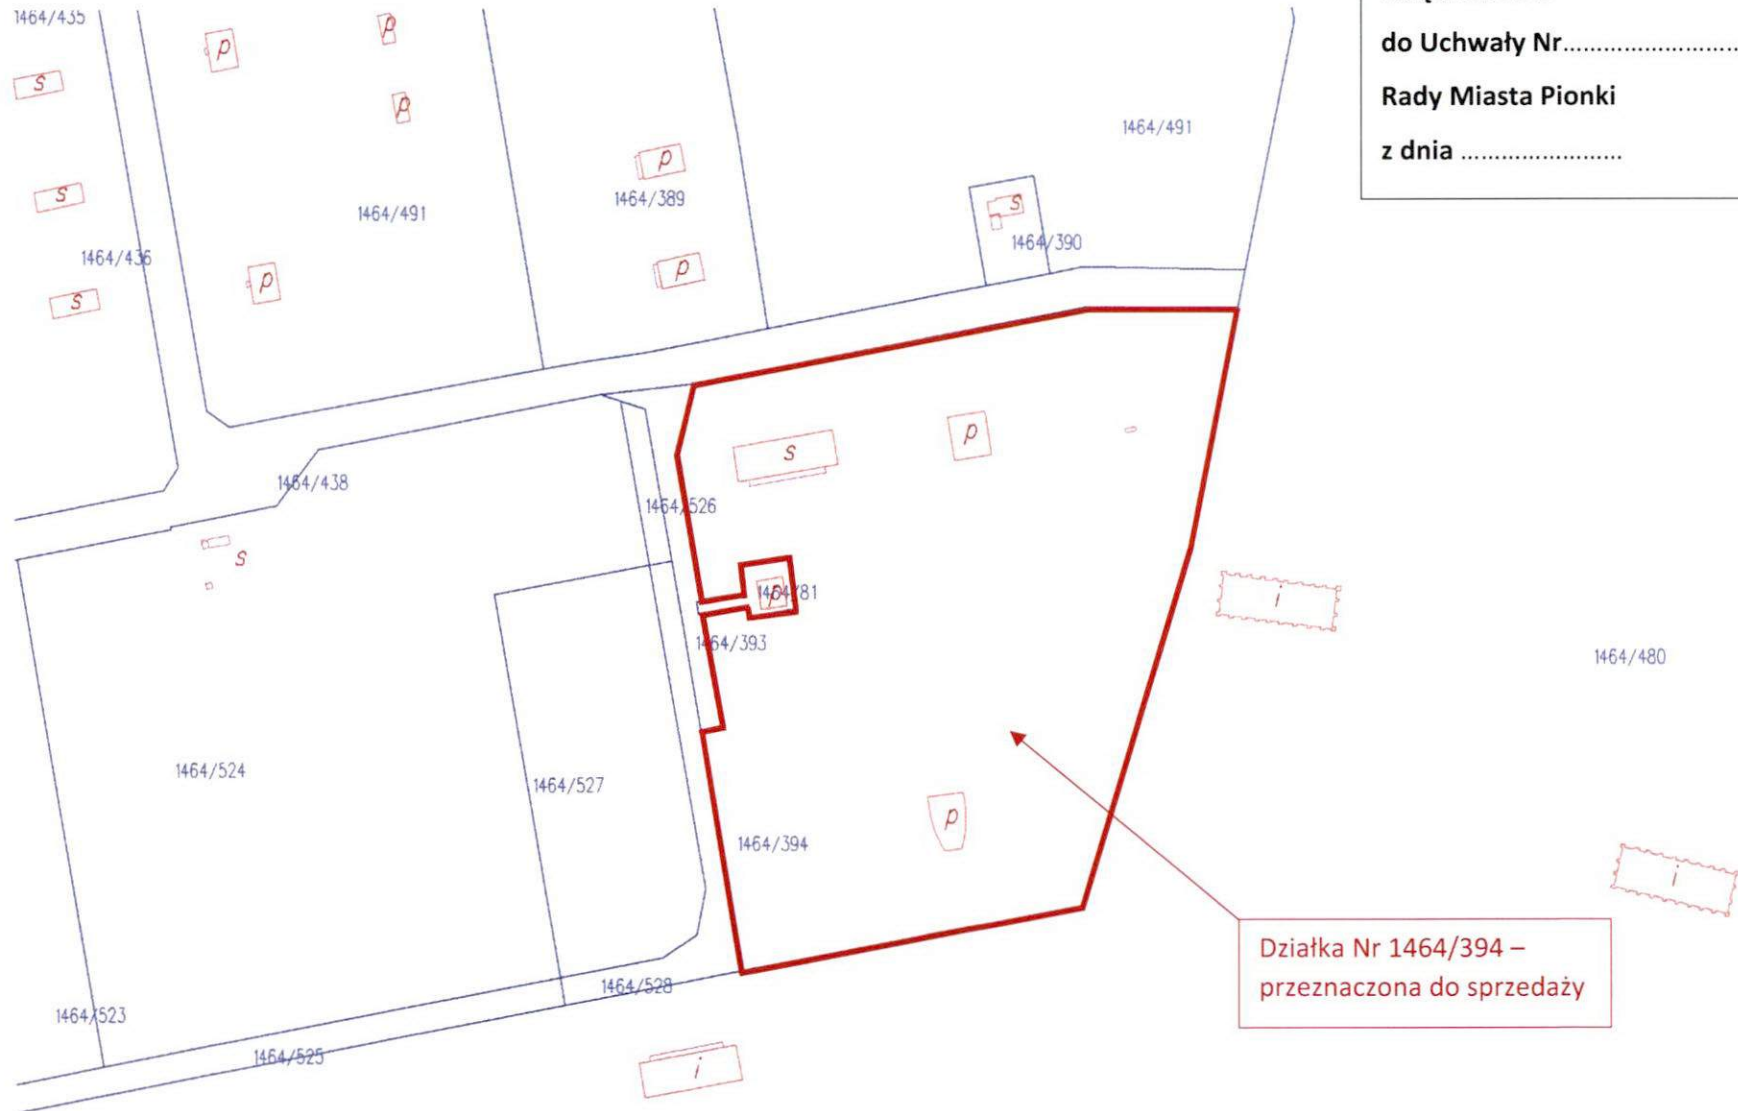 1464/435
do Uchwały Nr..........................
Rady Miasta Pionki
z dnia ........................
p
p
s
p
1464/491
p
1464/389
s
1464/491
s
1464/390
1464/436
p
p
s
s
p
1464/438
1464/526
s
p
1464/81
i
1464/393
1464/480
1464/524
1464/527
p
1464/394
i
Działka Nr 1464/394 –
przeznaczona do sprzedaży
1464/528
1464/523
1464/525
i